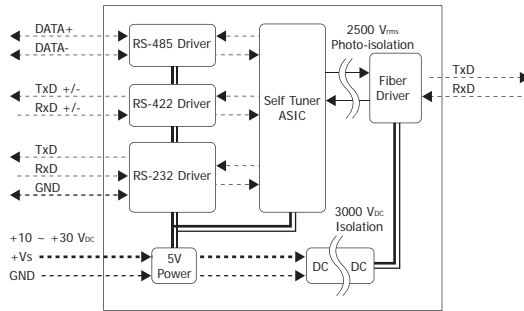 DATA+
DATA-
RS-485 Driver
TxD +/-
RxD +/-
RS-422 Driver
TxD
RxD
GND
RS-232 Driver
Self Tuner
ASIC
2500 Vrms
Photo-isolation
Fiber
Driver
TxD
RxD
+10 ~ +30 VDC
+Vs
GND
5V
Power
3000 VDC
Isolation
DC
DC